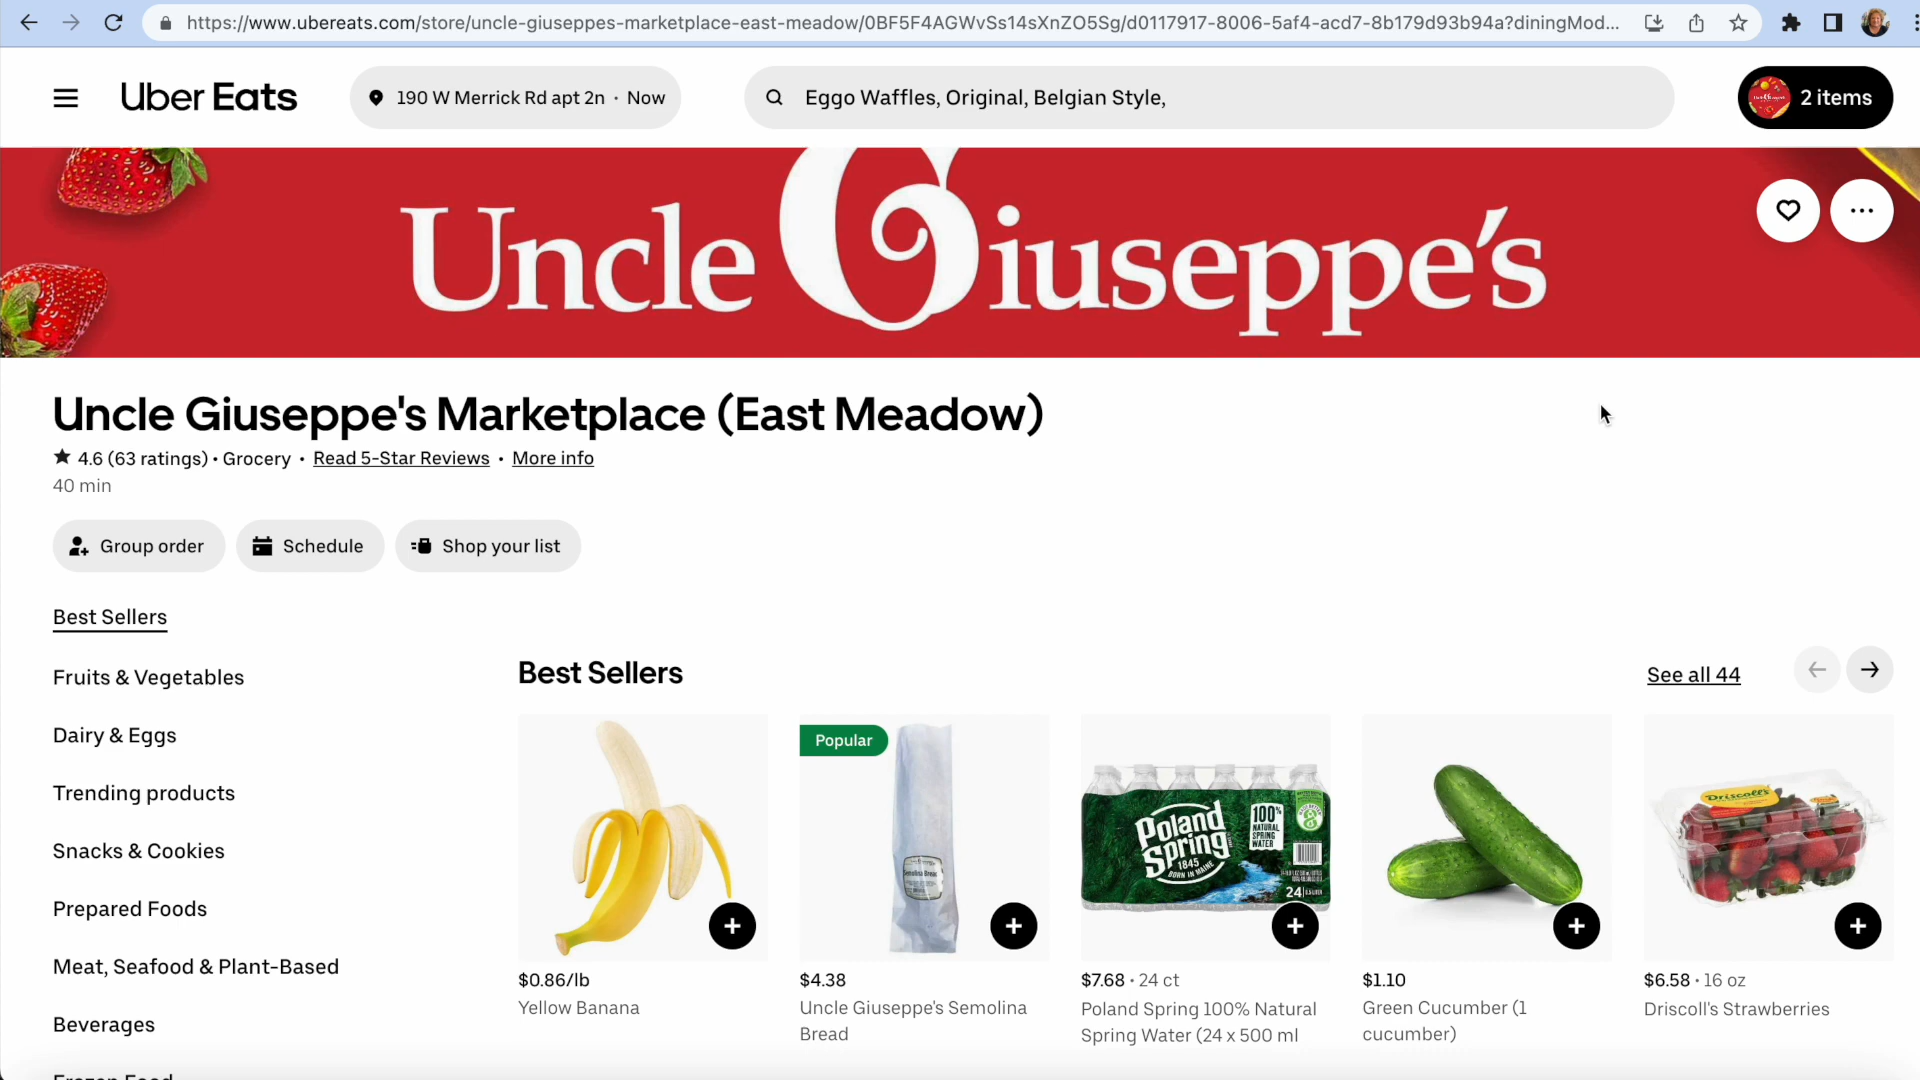 https://www.ubereats.com/store/uncle-giuseppes-marketplace-east-meadow/0BF5F4AGWvSs14sXnZO5Sg/d0117917-8006-5af4-acd7-8b179d93b94a?diningMod...
Uber Eats
190 W Merrick Rd apt 2n · Now
Eggo Waffles, Original, Belgian Style,
2 items
Uncle Giuseppe's
Uncle Giuseppe's Marketplace (East Meadow)
4.6 (63 ratings) • Grocery • Read 5-Star Reviews • More info
40 min
Group order
Schedule
Shop your list
Best Sellers
Fruits & Vegetables
Dairy & Eggs
Trending products
Snacks & Cookies
Prepared Foods
Meat, Seafood & Plant-Based
Beverages
Frozen Food
Best Sellers
See all 44
$0.86/lb
Yellow Banana
Popular
Semolina Bread
$4.38
Uncle Giuseppe's Semolina
Bread
Poland
Spring
1845
BORN IN MAINE
100%
NATURAL
SPRING
WATER
24
$7.68 • 24 ct
Poland Spring 100% Natural
Spring Water (24 x 500 ml
$1.10
Green Cucumber (1
cucumber)
Driscoll's
$6.58 • 16 oz
Driscoll's Strawberries